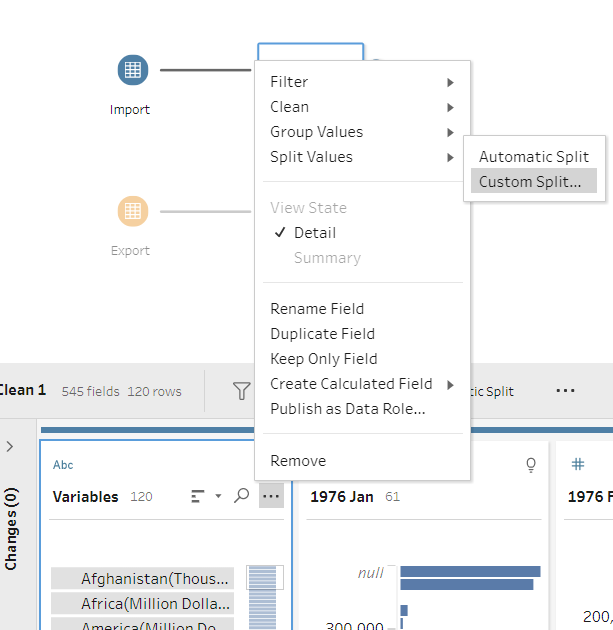 Import
Export
Filter
Clean
Group Values
Split Values
Automatic Split
Custom Split...
View State
Detail
Summary
Rename Field
Duplicate Field
Keep Only Field
Create Calculated Field
Publish as Data Role...
Remove
Clean 1 545 fields 120 rows
tic Split
Changes (0)
Abc
Variables 120
1976 Jan 61
#
1976 F
Afghanistan(Thous...
Africa(Million Dolla...
America(Million Do
null
300,000
200,